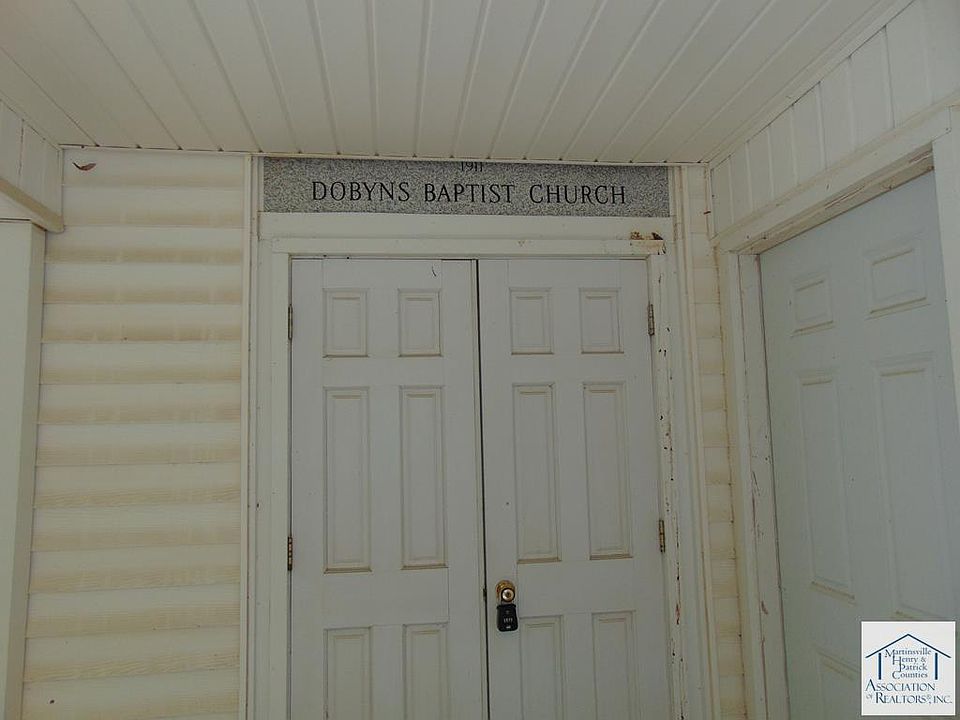 1911
DOBYNS BAPTIST CHURCH
Martinsville
Henry &
Patrick
Counties
ASSOCIATION
OF REALTORS®, INC.